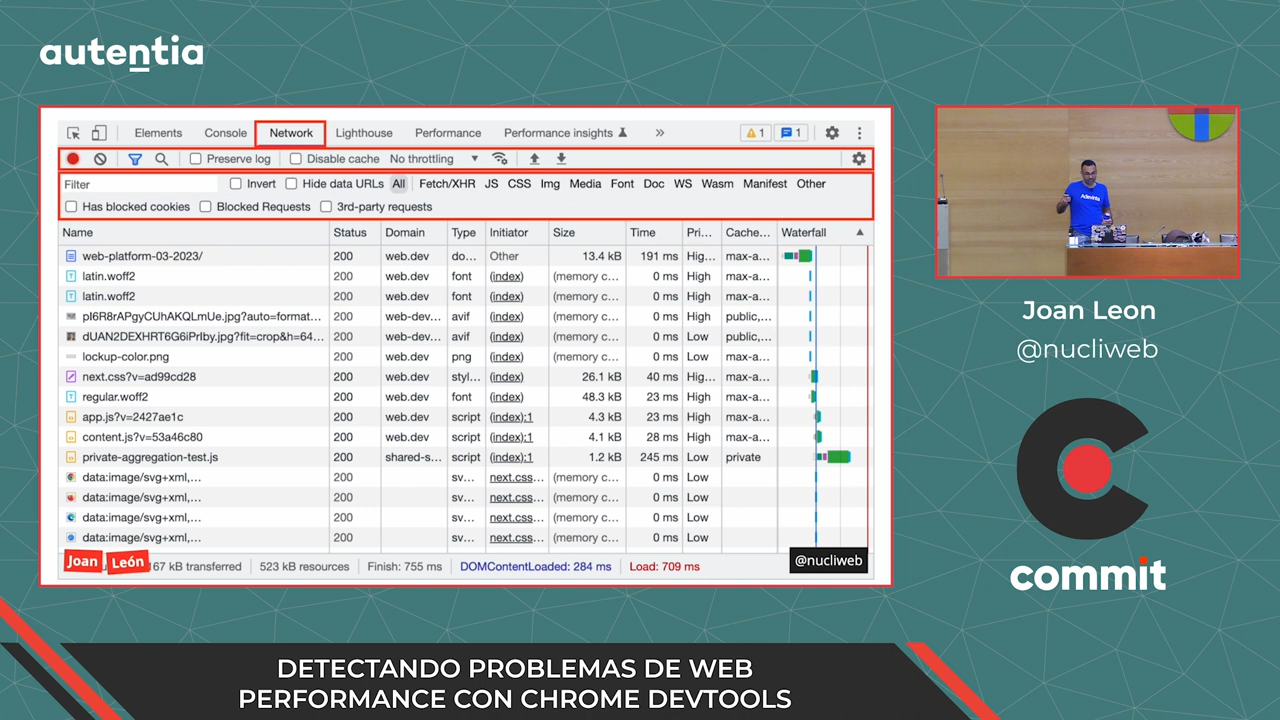 autentia
Elements Console Network Lighthouse Performance Performance insights 1 1
Preserve log Disable cache No throttling
Filter Invert Hide data URLs All Fetch/XHR JS CSS Img Media Font Doc WS Wasm Manifest Other
Has blocked cookies Blocked Requests 3rd-party requests
Name Status Domain Type Initiator Size Time Pri... Cache... Waterfall
web-platform-03-2023/ 200 web.dev do... Other 13.4 kB 191 ms Hig... max-a...
latin.woff2 200 web.dev font (index) (memory c... 0 ms High max-a...
latin.woff2 200 web.dev font (index) (memory c... 0 ms High max-a...
pI6R8rAPgyCUhAKQLmUe.jpg?auto=format... 200 web-dev... avif (index) (memory c... 0 ms High public,...
dUAN2DEXHRT6G6iPrIby.jpg?fit=crop&h=64... 200 web-dev... avif (index) (memory c... 0 ms Low public,...
lockup-color.png 200 web.dev png (index) (memory c... 0 ms Low max-a...
next.css?v=ad99cd28 200 web.dev styl... (index) 26.1 kB 40 ms Hig... max-a...
regular.woff2 200 web.dev font (index) 48.3 kB 23 ms High max-a...
app.js?v=2427ae1c 200 web.dev script (index):1 4.3 kB 23 ms High max-a...
content.js?v=53a46c80 200 web.dev script (index):1 4.1 kB 28 ms High max-a...
private-aggregation-test.js 200 shared-s... script (index):1 1.2 kB 245 ms Low private
data:image/svg+xml,... 200 sv... next.css... (memory c... 0 ms Low
data:image/svg+xml,... 200 sv... next.css... (memory c... 0 ms Low
data:image/svg+xml,... 200 sv... next.css... (memory c... 0 ms Low
data:image/svg+xml,... 200 sv... next.css... (memory c... 0 ms Low
Joan León @nucliweb
167 kB transferred 523 kB resources Finish: 755 ms DOMContentLoaded: 284 ms Load: 709 ms
Adevinta
Joan Leon
@nucliweb
commit
DETECTANDO PROBLEMAS DE WEB
PERFORMANCE CON CHROME DEVTOOLS